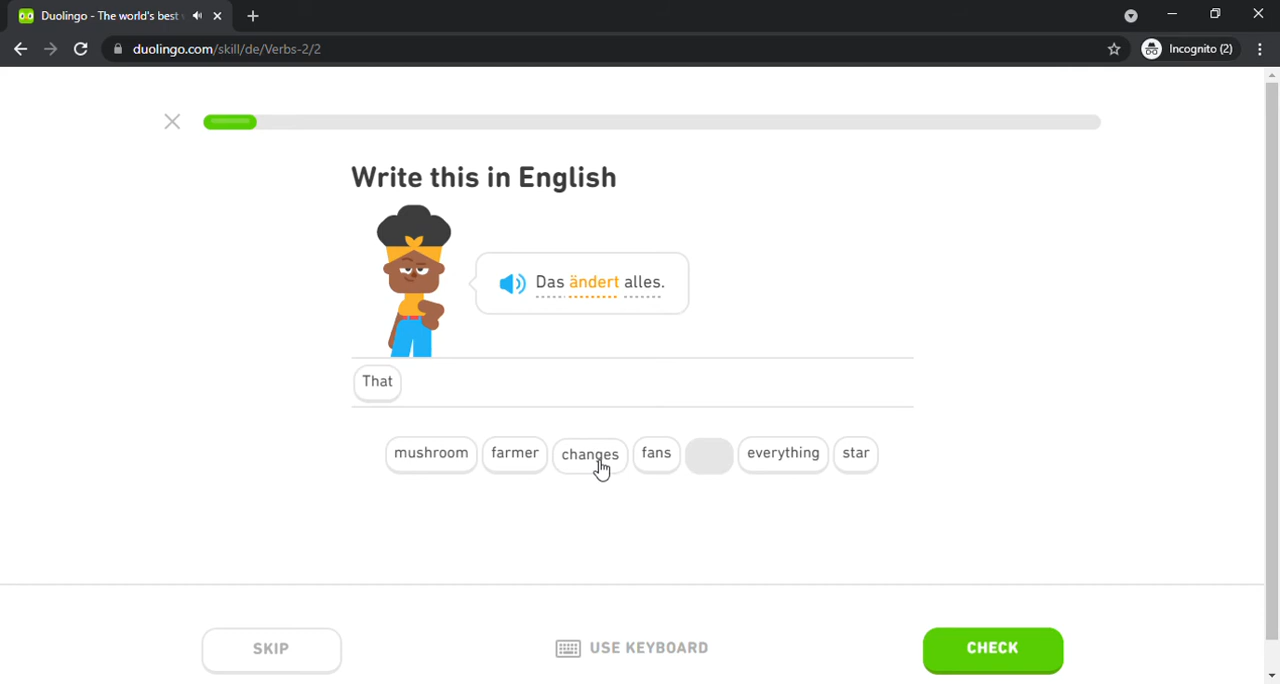 Duolingo - The world's best
duolingo.com/skill/de/Verbs-2/2
Incognito (2)
Write this in English
Das ändert alles.
That
mushroom farmer changes fans everything star
SKIP
USE KEYBOARD
CHECK